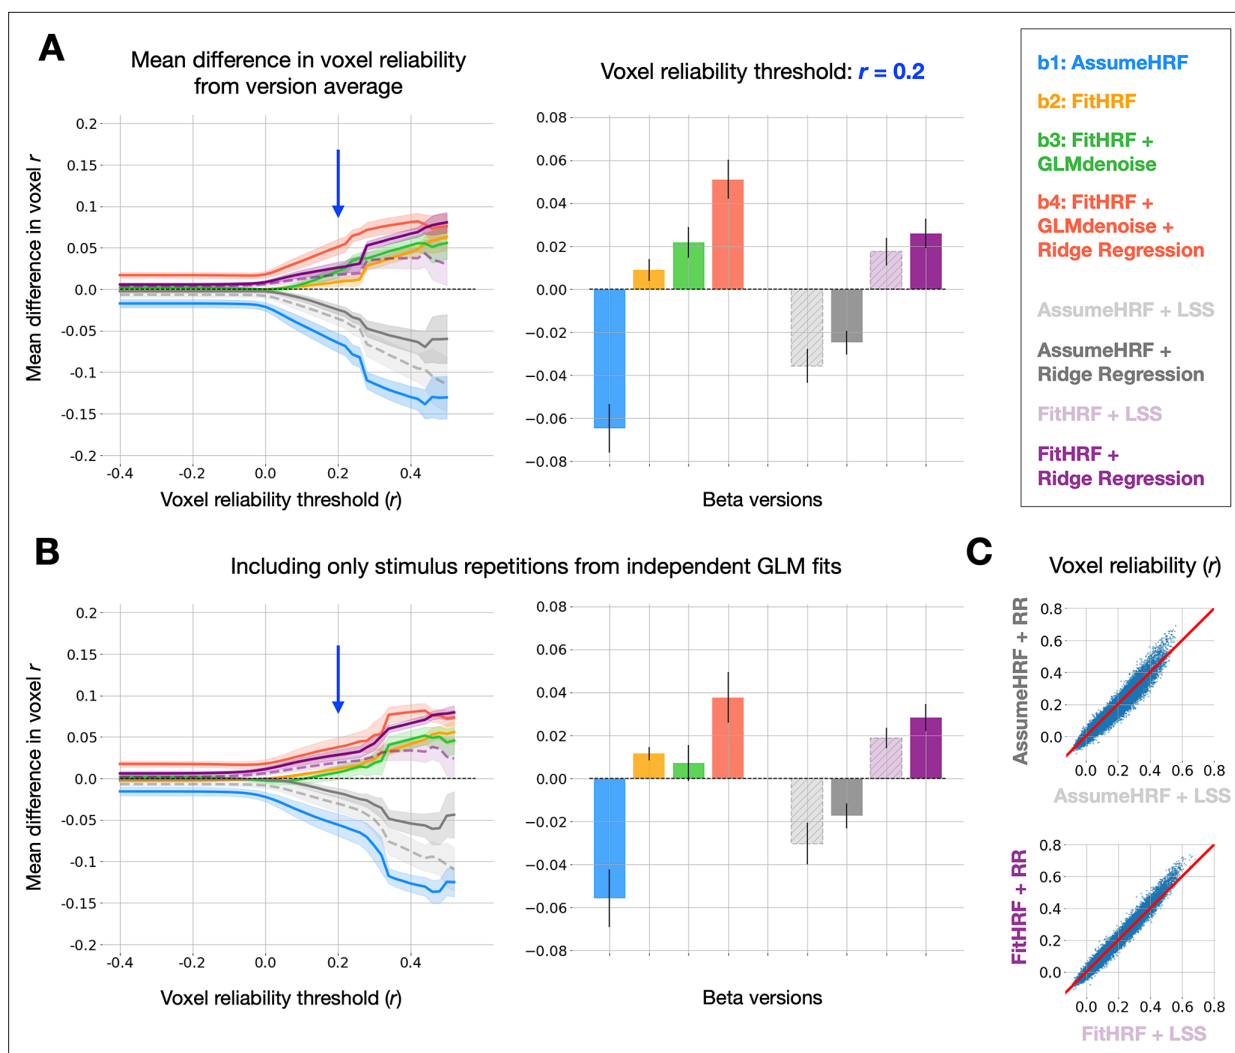 A
Mean difference in voxel reliability
from version average
Mean difference in voxel r
0.2
0.15
0.1
0.05
0.0
-0.05
-0.1
-0.15
-0.2
-0.4
-0.2
0.0
0.2
0.4
Voxel reliability threshold (r)
Voxel reliability threshold: r = 0.2
0.08
0.06
0.04
0.02
0.00
−0.02
−0.04
−0.06
−0.08
Beta versions
b1: AssumeHRF
b2: FitHRF
b3: FitHRF +
GLMdenoise
b4: FitHRF +
GLMdenoise +
Ridge Regression
AssumeHRF + LSS
AssumeHRF +
Ridge Regression
FitHRF + LSS
FitHRF +
Ridge Regression
B
Including only stimulus repetitions from independent GLM fits
Mean difference in voxel r
0.2
0.15
0.1
0.05
0.0
-0.05
-0.1
-0.15
-0.2
-0.4
-0.2
0.0
0.2
0.4
Voxel reliability threshold (r)
0.08
0.06
0.04
0.02
0.00
−0.02
−0.04
−0.06
−0.08
Beta versions
C
Voxel reliability (r)
AssumeHRF + RR
0.8
0.6
0.4
0.2
0.0
0.0
0.2
0.4
0.6
0.8
AssumeHRF + LSS
FitHRF + RR
0.8
0.6
0.4
0.2
0.0
0.0
0.2
0.4
0.6
0.8
FitHRF + LSS